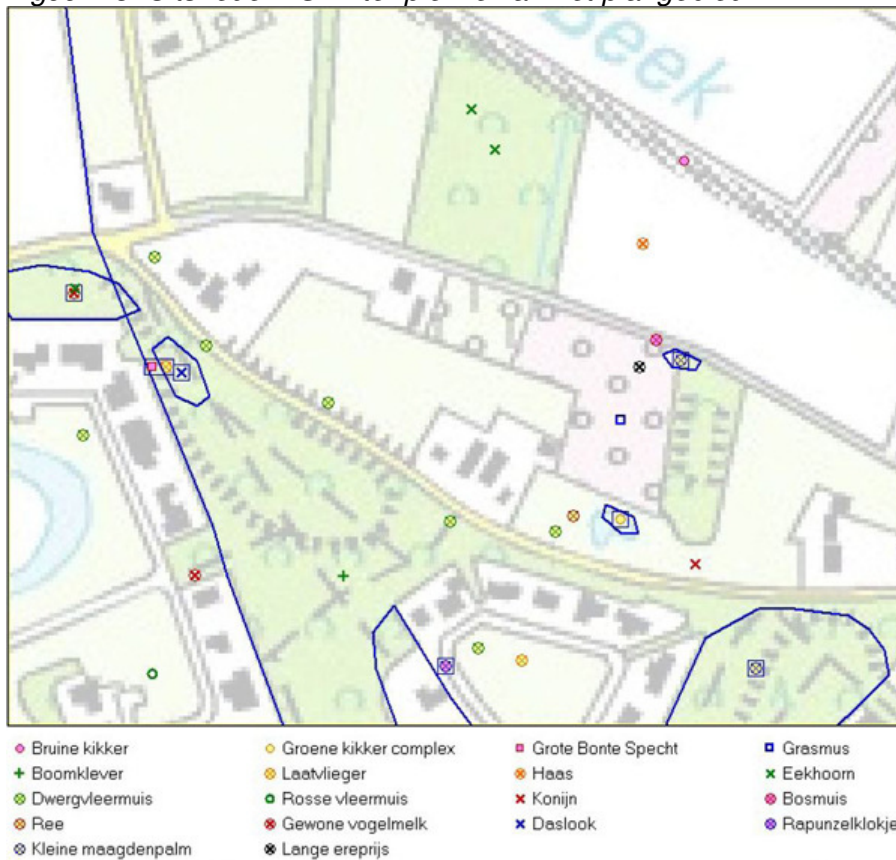 Beek
Bruine kikker
Groene kikker complex
Grote Bonte Specht
Grasmus
Boomklever
Laatvlieger
Haas
Eekhoorn
Dwergvleermuis
Rosse vleermuis
Konijn
Bosmuis
Ree
Gewone vogelmelk
Daslook
Rapunzelklokje
Kleine maagdenpalm
Lange ereprijs